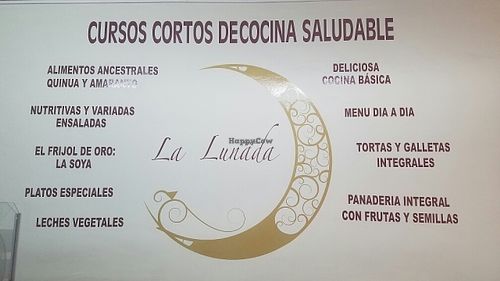 CURSOS CORTOS DECOCINA SALUDABLE
ALIMENTOS ANCESTRALES
QUINUA Y AMARANTO
NUTRITIVAS Y VARIADAS
ENSALADAS
EL FRIJOL DE ORO:
LA SOYA
PLATOS ESPECIALES
LECHES VEGETALES
HappyCow
La Lunada
DELICIOSA
COCINA BÁSICA
MENU DIA A DIA
TORTAS Y GALLETAS
INTEGRALES
PANADERIA INTEGRAL
CON FRUTAS Y SEMILLAS